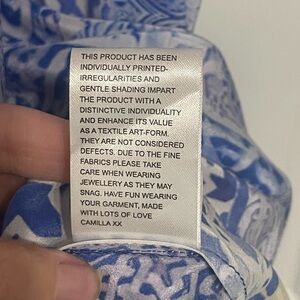 THIS PRODUCT HAS BEEN
INDIVIDUALLY PRINTED-
IRREGULARITIES AND
GENTLE SHADING IMPART
THE PRODUCT WITH A
DISTINCTIVE INDIVIDUALITY
AND ENHANCE ITS VALUE
AS A TEXTILE ART-FORM.
THEY ARE NOT CONSIDERED
DEFECTS. DUE TO THE FINE
FABRICS PLEASE TAKE
CARE WHEN WEARING
JEWELLERY AS THEY MAY
SNAG. HAVE FUN WEARING
YOUR GARMENT, MADE
WITH LOTS OF LOVE
CAMILLA XX